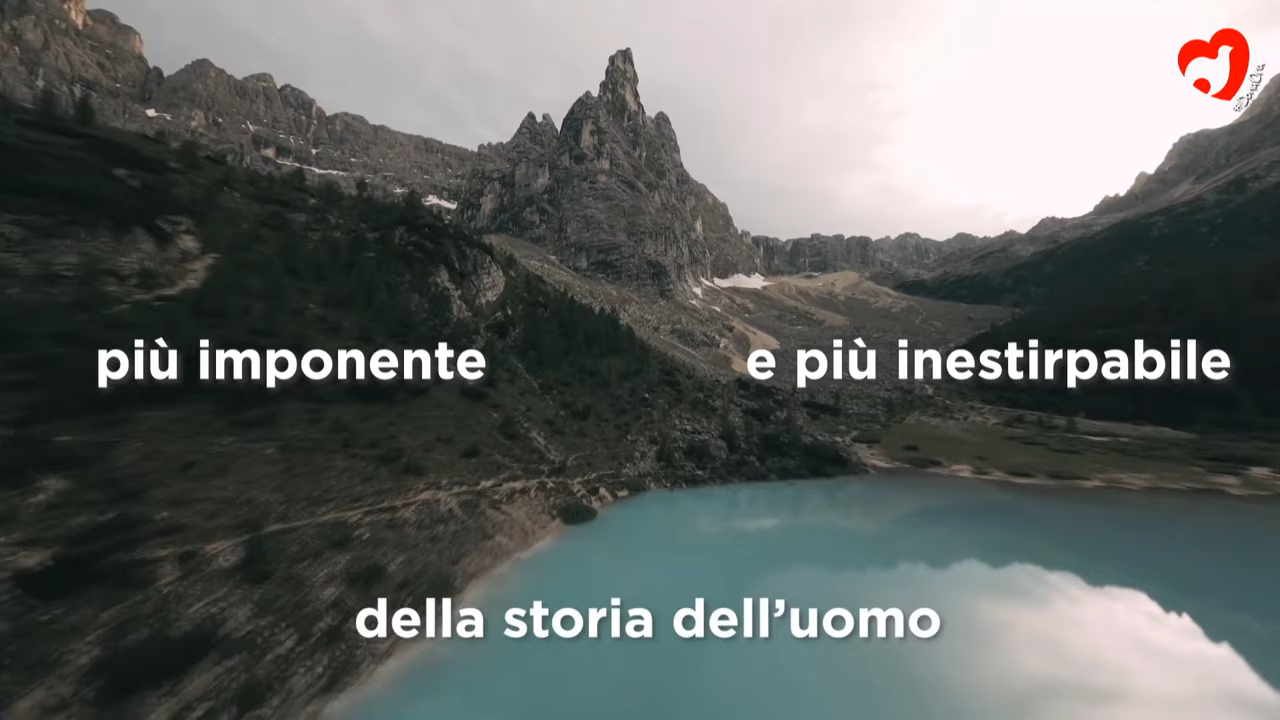 più imponente
e più inestirpabile
della storia dell’uomo